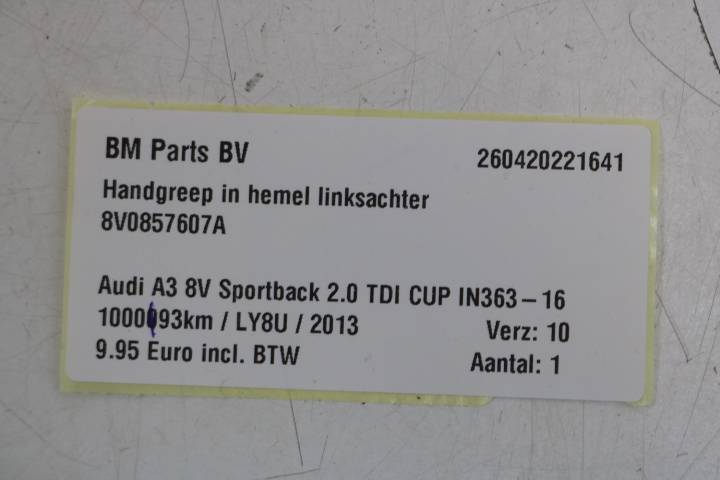 BM Parts BV 260420221641
Handgreep in hemel linksachter
8V0857607A
Audi A3 8V Sportback 2.0 TDI CUP IN363-16
1000093km / LY8U / 2013 Verz: 10
9.95 Euro incl. BTW Aantal: 1